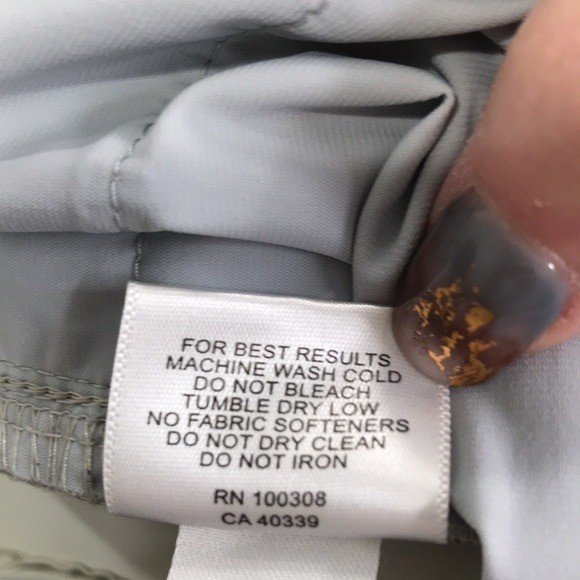 FOR BEST RESULTS
MACHINE WASH COLD
DO NOT BLEACH
TUMBLE DRY LOW
NO FABRIC SOFTENERS
DO NOT DRY CLEAN
DO NOT IRON
RN 100308
CA 40339